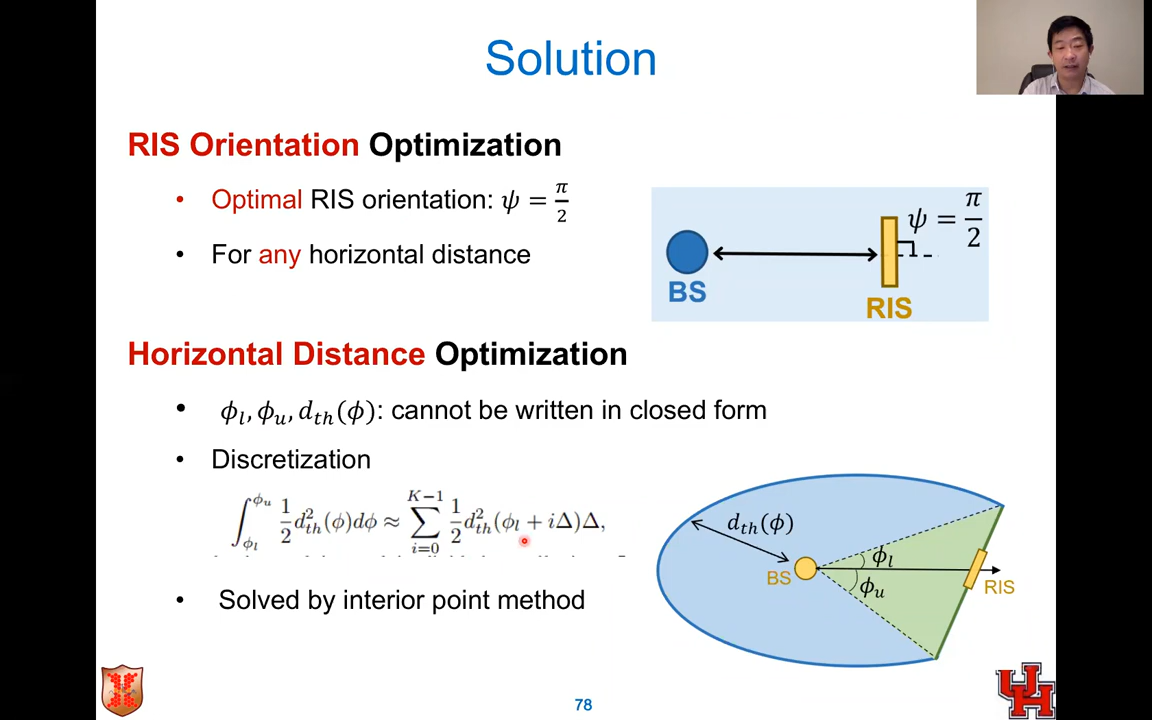 Solution
RIS Orientation Optimization
• Optimal RIS orientation: 𝜓 = π/2
• For any horizontal distance
𝜓 = π/2
BS
RIS
Horizontal Distance Optimization
• ϕ_l, ϕ_u, d_th(ϕ): cannot be written in closed form
• Discretization
∫_{ϕ_l}^{ϕ_u} 1/2 d²_th(ϕ)dϕ ≈ ∑_{i=0}^{K−1} 1/2 d²_th(ϕ_l + iΔ)Δ,
• Solved by interior point method
d_th(ϕ)
ϕ_l
BS
ϕ_u
RIS
UH
78